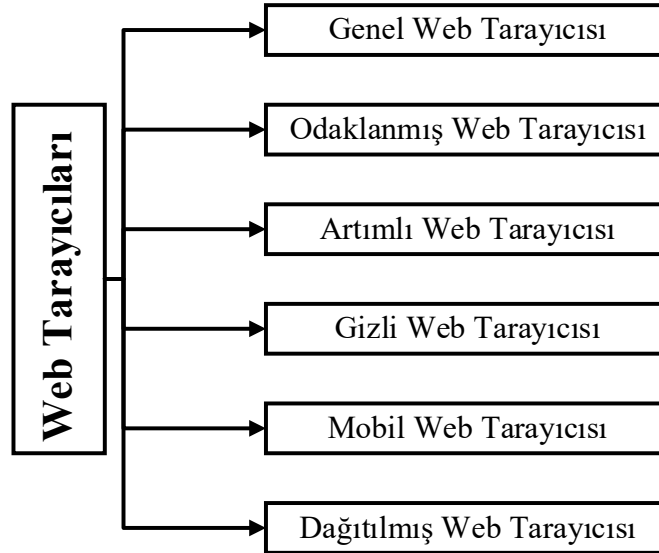 Web Tarayıcıları
Genel Web Tarayıcısı
Odaklanmış Web Tarayıcısı
Artımlı Web Tarayıcısı
Gizli Web Tarayıcısı
Mobil Web Tarayıcısı
Dağıtılmış Web Tarayıcısı